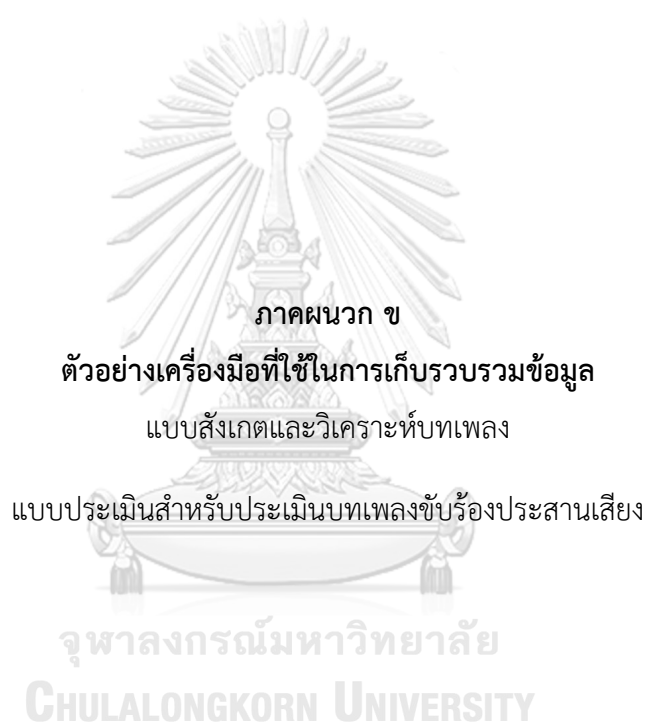 ภาคผนวก ข
ตัวอย่างเครื่องมือที่ใช้ในการเก็บรวบรวมข้อมูล
แบบสังเกตและวิเคราะห์บทเพลง
แบบประเมินสำหรับประเมินบทเพลงขับร้องประสานเสียง
จุฬาลงกรณ์มหาวิทยาลัย
CHULALONGKORN UNIVERSITY